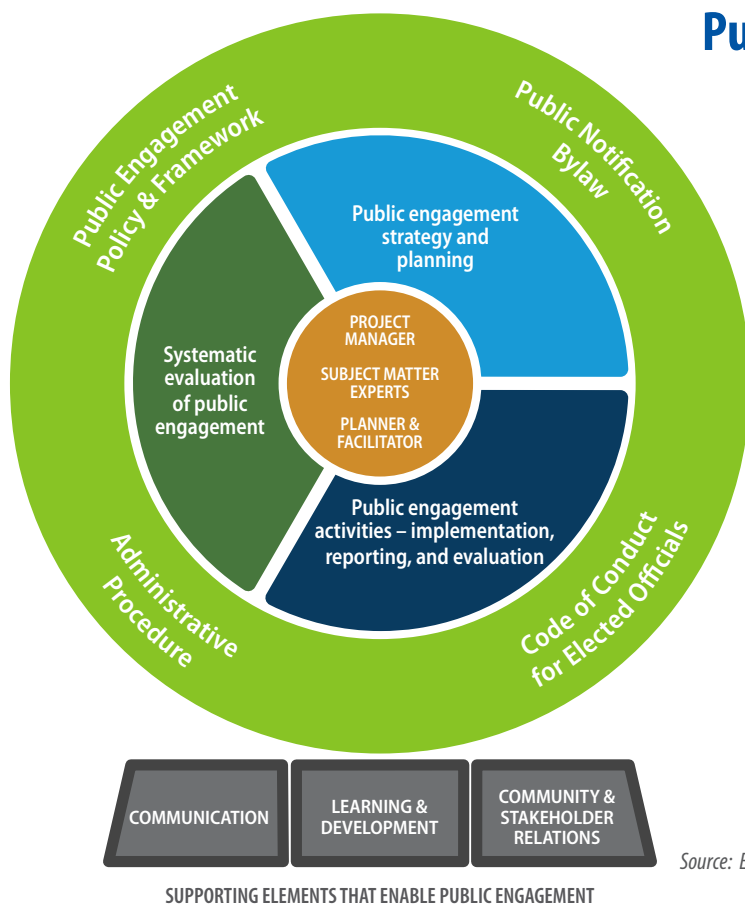 Pu
Public Engagement
Policy & Framework
Public Notification
Bylaw
Public engagement
strategy and
planning
Systematic
evaluation
of public
engagement
PROJECT
MANAGER
SUBJECT MATTER
EXPERTS
PLANNER &
FACILITATOR
Public engagement
activities – implementation,
reporting, and evaluation
Administrative
Procedure
Code of Conduct
for Elected Officials
COMMUNICATION
LEARNING &
DEVELOPMENT
COMMUNITY &
STAKEHOLDER
RELATIONS
Source: E
SUPPORTING ELEMENTS THAT ENABLE PUBLIC ENGAGEMENT